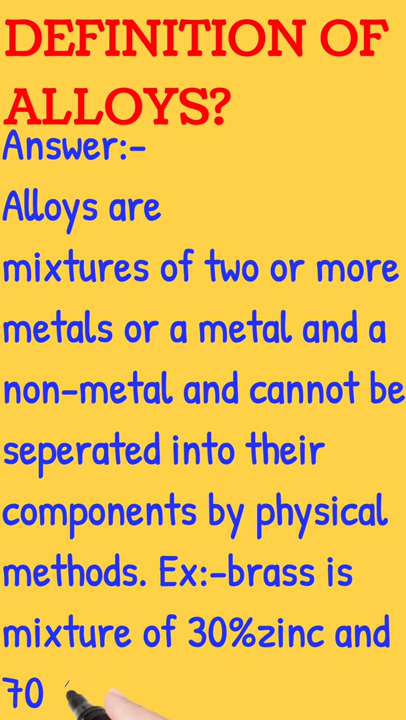 DEFINITION OF
ALLOYS?
Answer:-
Alloys are
mixtures of two or more
metals or a metal and a
non-metal and cannot be
seperated into their
components by physical
methods. Ex:-brass is
mixture of 30%zinc and
70